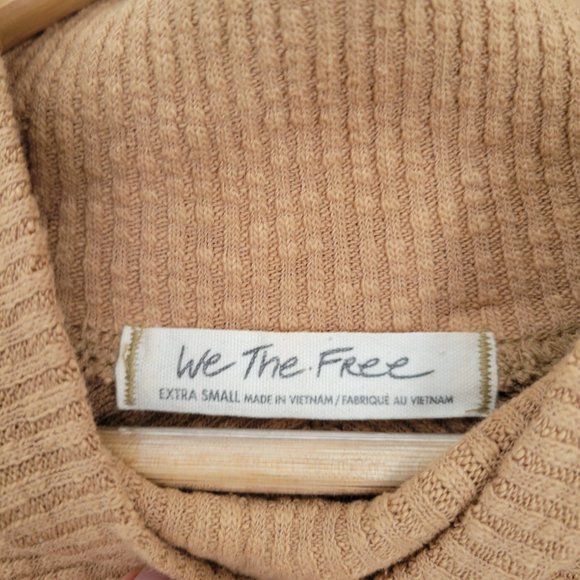 We The Free
EXTRA SMALL MADE IN VIETNAM / FABRIQUÉ AU VIETNAM